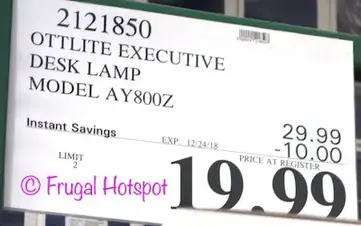 2121850
OTTLITE EXECUTIVE
DESK LAMP
MODEL AY800Z
29.99
Instant Savings EXP. 12/24/18 -10.00
LIMIT 2
PRICE AT REGISTER
19.99
© Frugal Hotspot